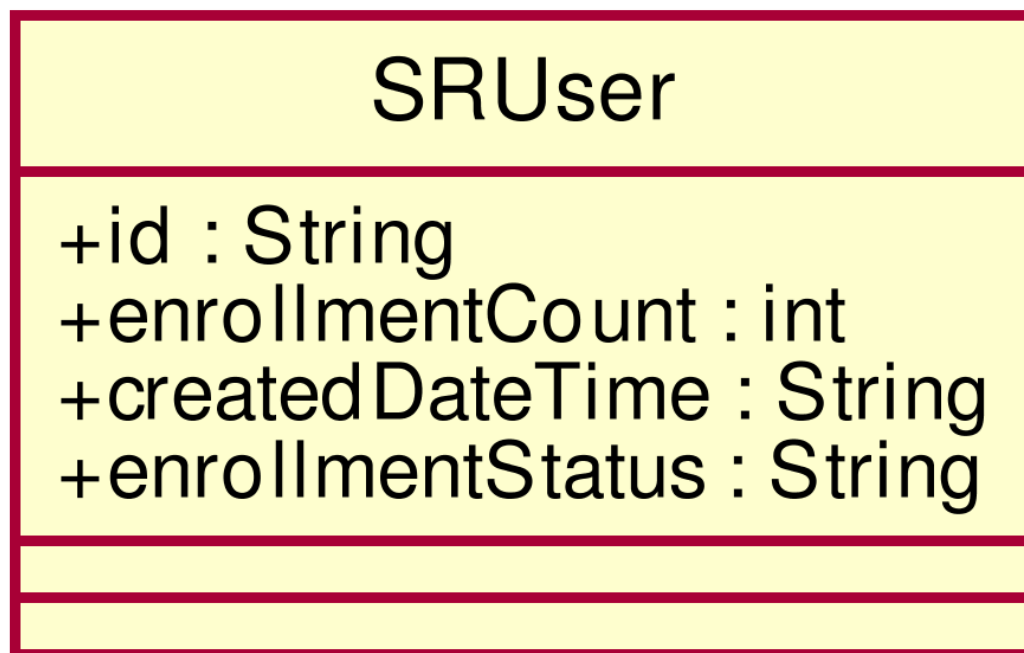 SRUser
+id : String
+enrollmentCount : int
+createdDateTime : String
+enrollmentStatus : String